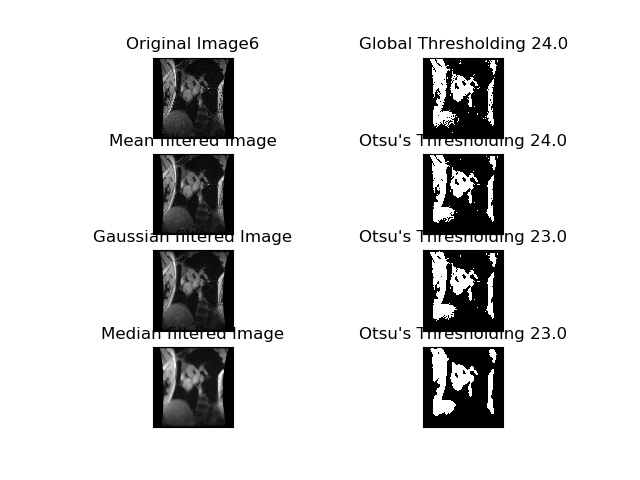 Original Image6
Global Thresholding 24.0
Mean filtered Image
Otsu's Thresholding 24.0
Gaussian filtered Image
Otsu's Thresholding 23.0
Median filtered Image
Otsu's Thresholding 23.0